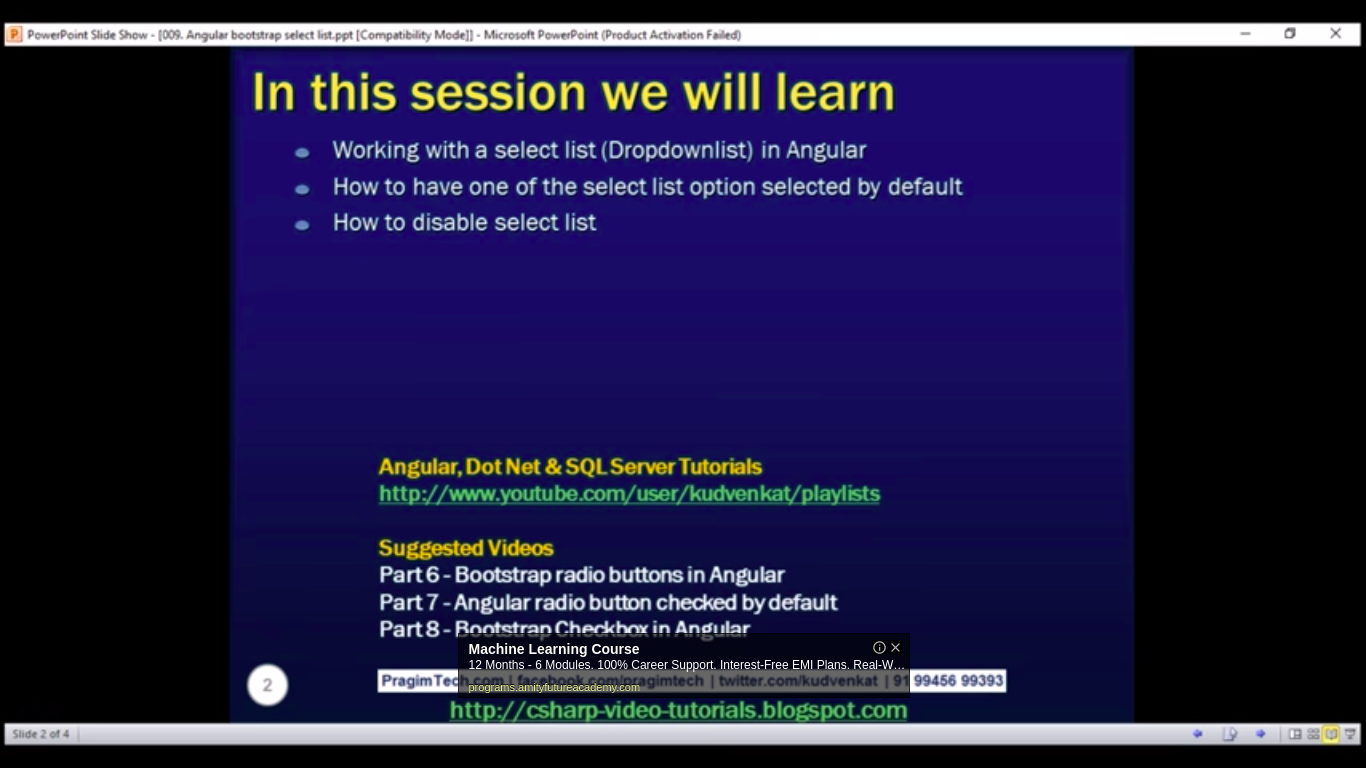 PowerPoint Slide Show - [009. Angular bootstrap select list.ppt [Compatibility Mode]] - Microsoft PowerPoint (Product Activation Failed)
In this session we will learn
Working with a select list (Dropdownlist) in Angular
How to have one of the select list option selected by default
How to disable select list
Angular, Dot Net & SQL Server Tutorials
http://www.youtube.com/user/kudvenkat/playlists
Suggested Videos
Part 6 - Bootstrap radio buttons in Angular
Part 7 - Angular radio button checked by default
Part 8 - Bootstrap Checkbox in Angular
Machine Learning Course
12 Months - 6 Modules. 100% Career Support. Interest-Free EMI Plans. Real-W...
programs.amityfutureacademy.com
2
PragimTech.com | facebook.com/pragimtech | twitter.com/kudvenkat | 91 99456 99393
http://csharp-video-tutorials.blogspot.com
Slide 2 of 4